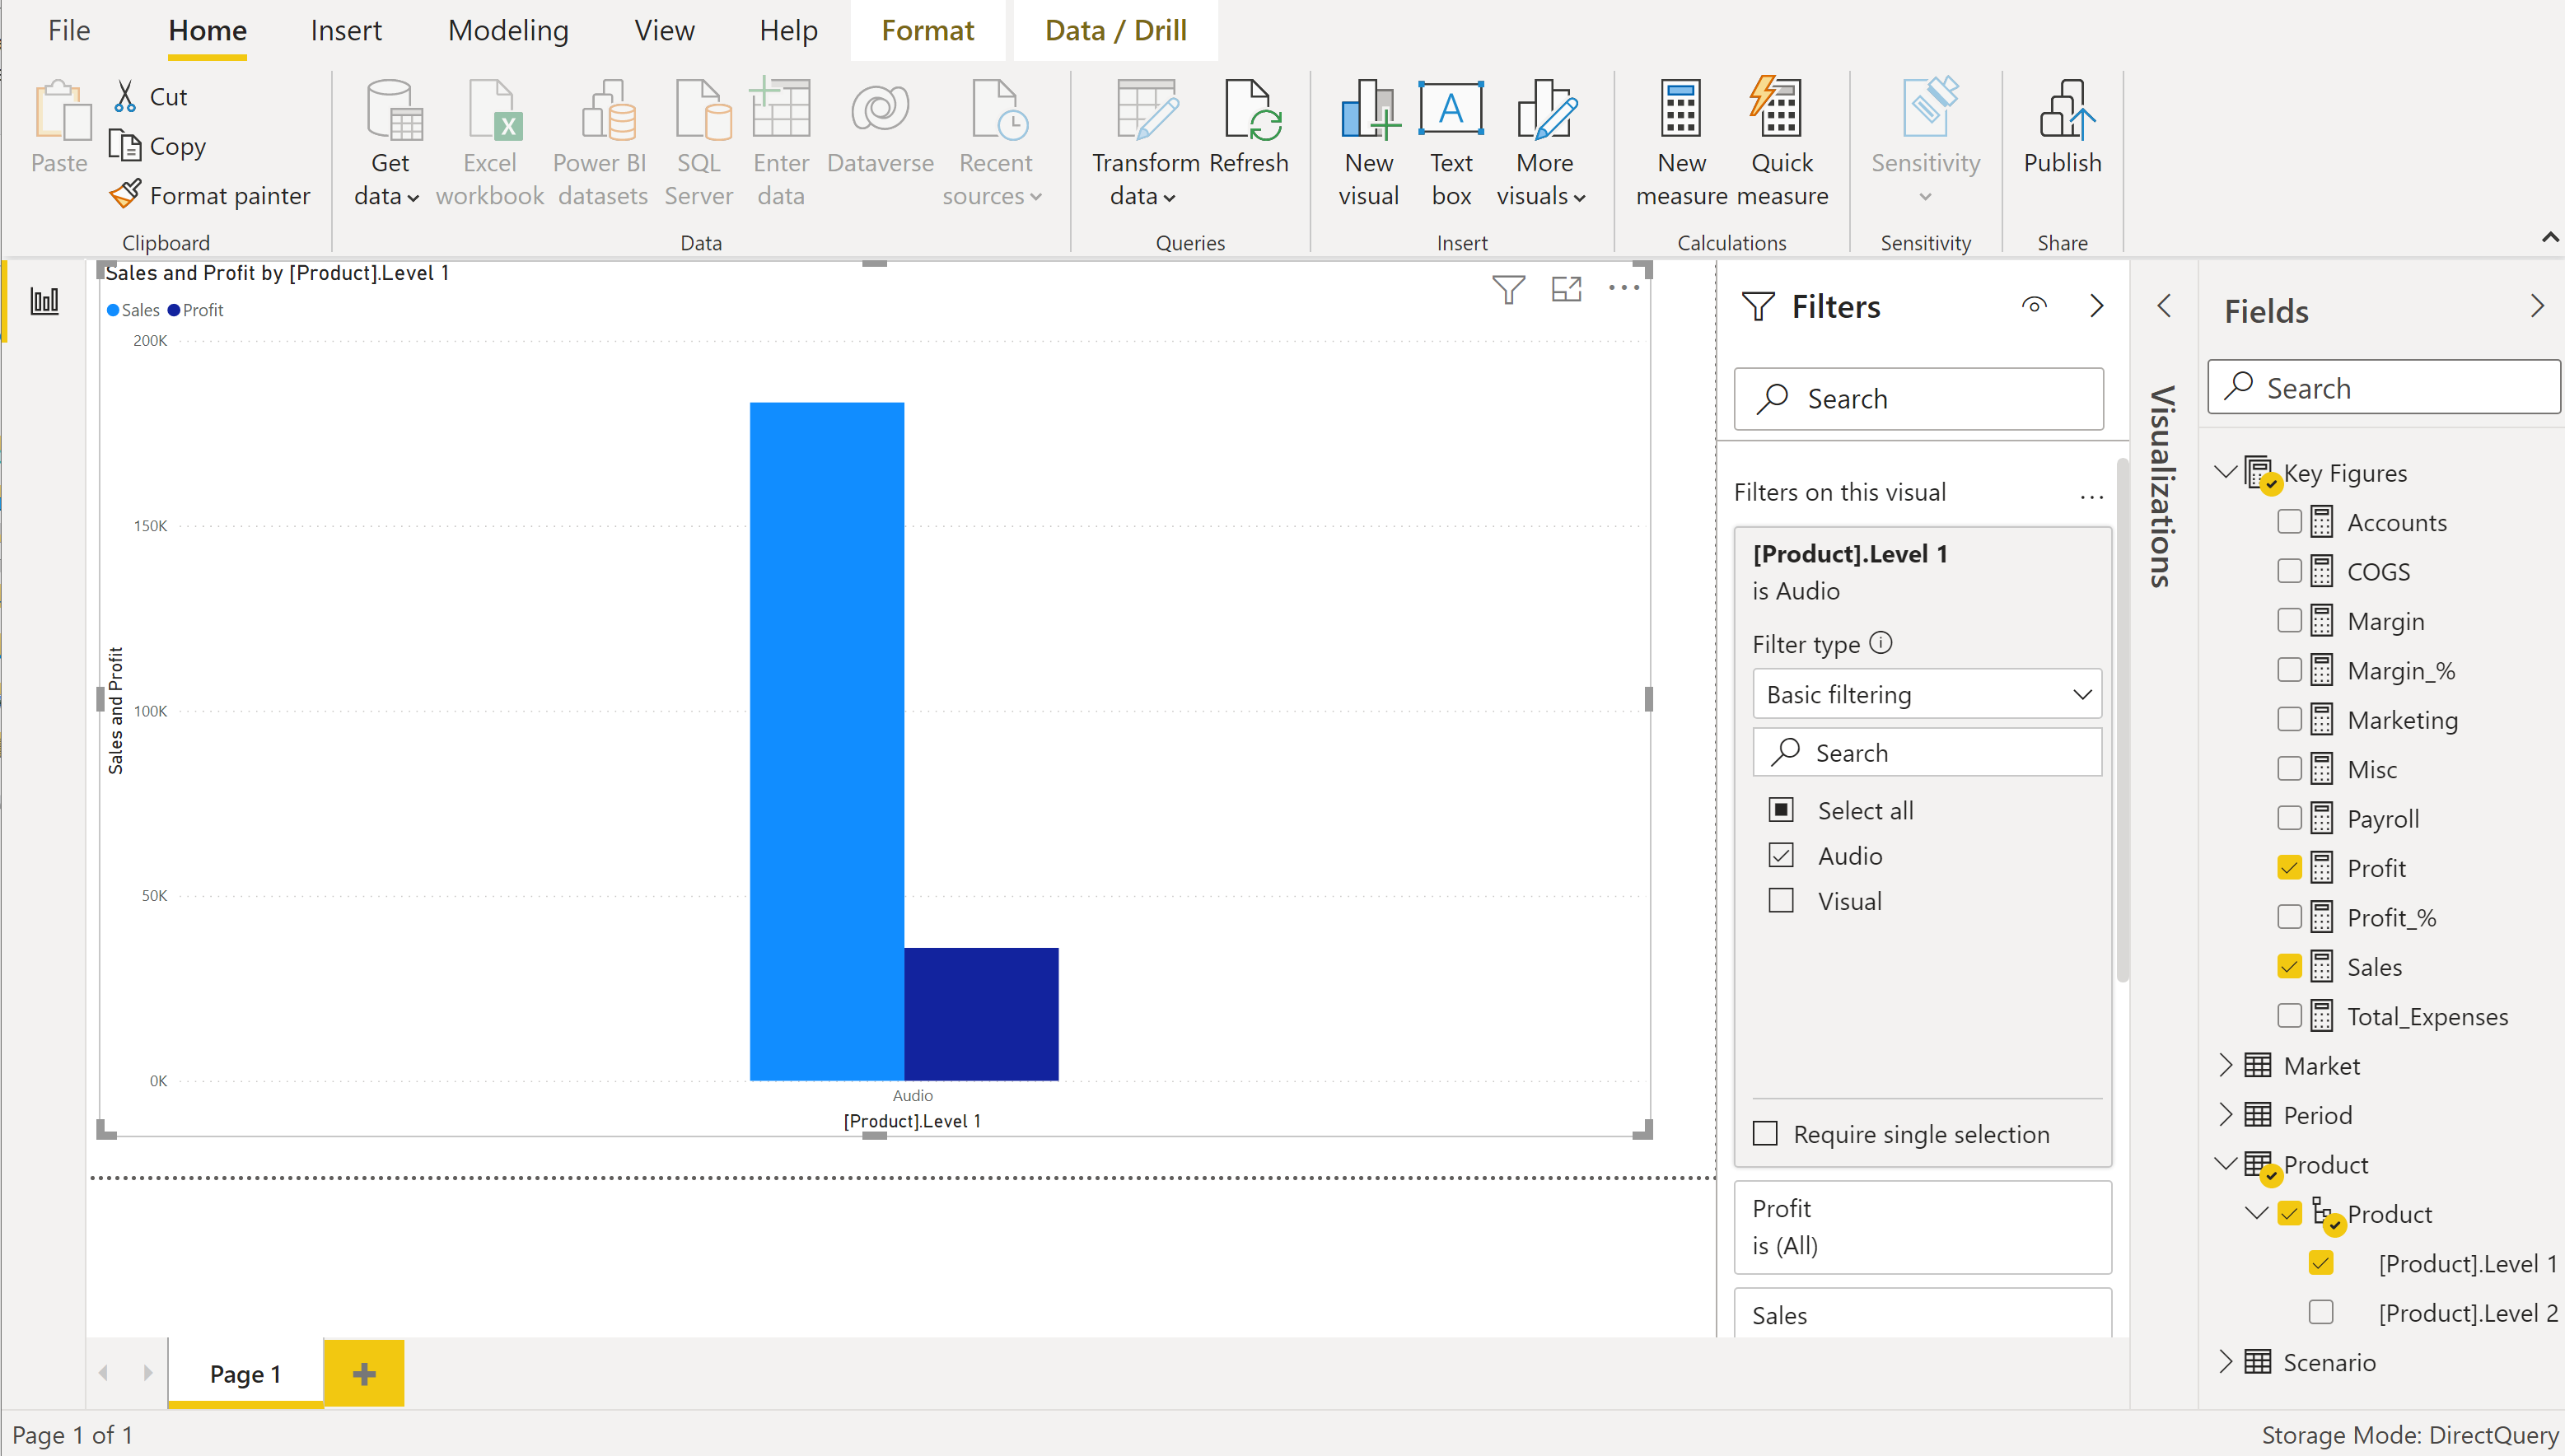 File Home Insert Modeling View Help Format Data / Drill
Paste
Cut
Copy
Format painter
Clipboard
Get data
Excel workbook
Power BI datasets
SQL Server
Enter data
Dataverse
Recent sources
Data
Transform data
Refresh
Queries
New visual
Text box
More visuals
Insert
New measure
Quick measure
Calculations
Sensitivity
Sensitivity
Publish
Share
Sales and Profit by [Product].Level 1
Sales Profit
200K
150K
100K
50K
0K
Sales and Profit
Audio
[Product].Level 1
Filters
Search
Filters on this visual
[Product].Level 1
is Audio
Filter type
Basic filtering
Search
Select all
Audio
Visual
Require single selection
Profit
is (All)
Sales
Visualizations
Fields
Search
Key Figures
Accounts
COGS
Margin
Margin_%
Marketing
Misc
Payroll
Profit
Profit_%
Sales
Total_Expenses
Market
Period
Product
Product
[Product].Level 1
[Product].Level 2
Scenario
Page 1
Page 1 of 1
Storage Mode: DirectQuery